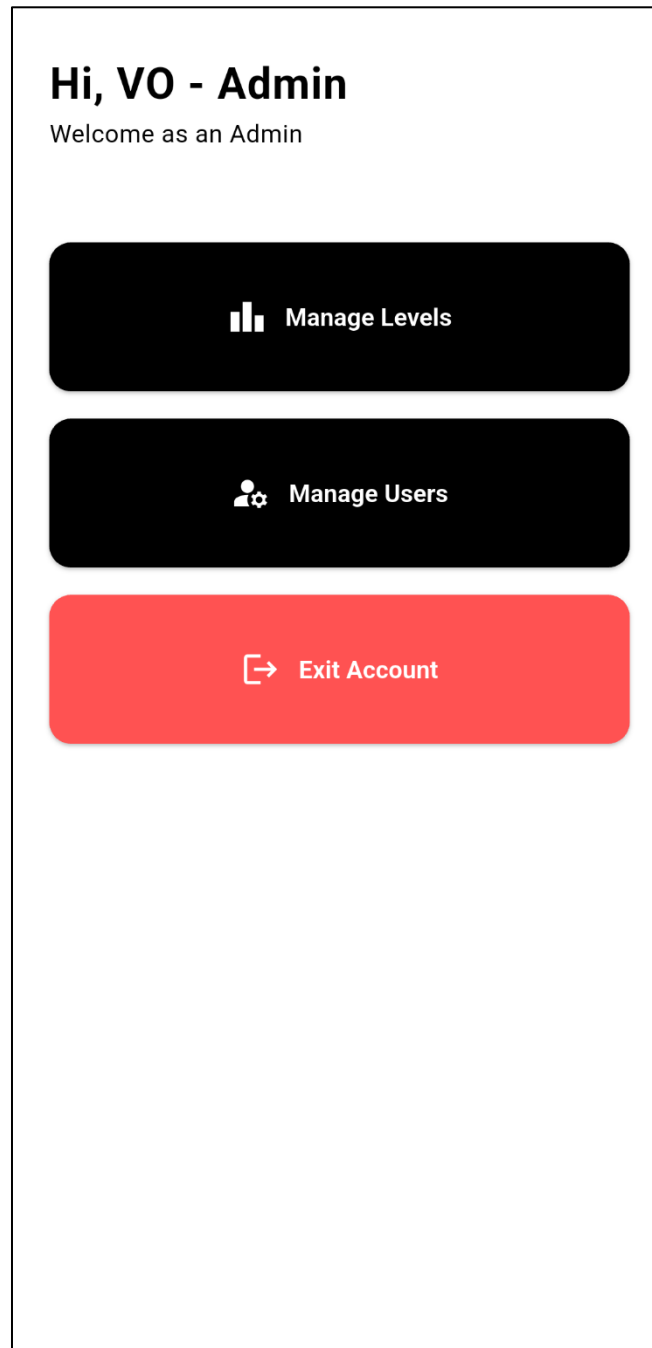 Hi, VO - Admin
Welcome as an Admin
Manage Levels
Manage Users
Exit Account